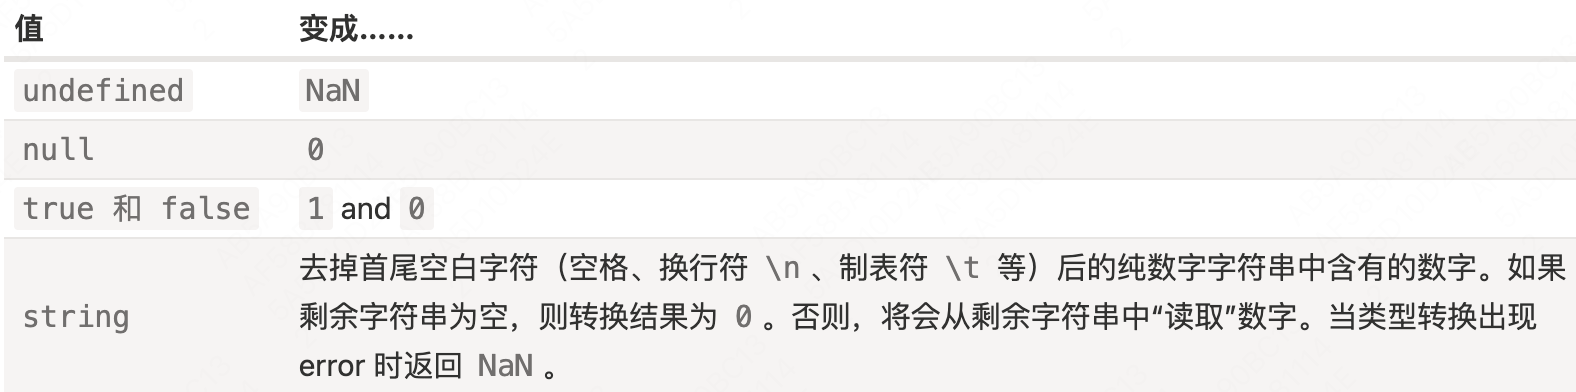 值 变成……
undefined NaN
null 0
true 和 false 1 and 0
去掉首尾空白字符（空格、换行符 \n 、制表符 \t 等）后的纯数字字符串中含有的数字。如果
string 剩余字符串为空，则转换结果为 0 。否则，将会从剩余字符串中“读取”数字。当类型转换出现
error 时返回 NaN 。